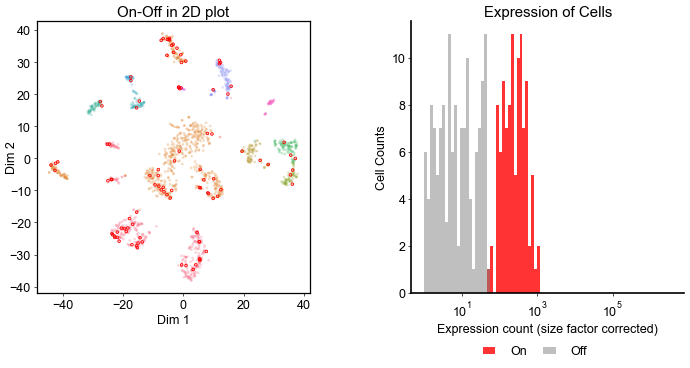 On-Off in 2D plot
40
30
20
10
0
−10
−20
−30
−40
Dim 2
−40 −20 0 20 40
Dim 1
Expression of Cells
10
8
6
4
2
0
Cell Counts
10^1 10^3 10^5
Expression count (size factor corrected)
On Off